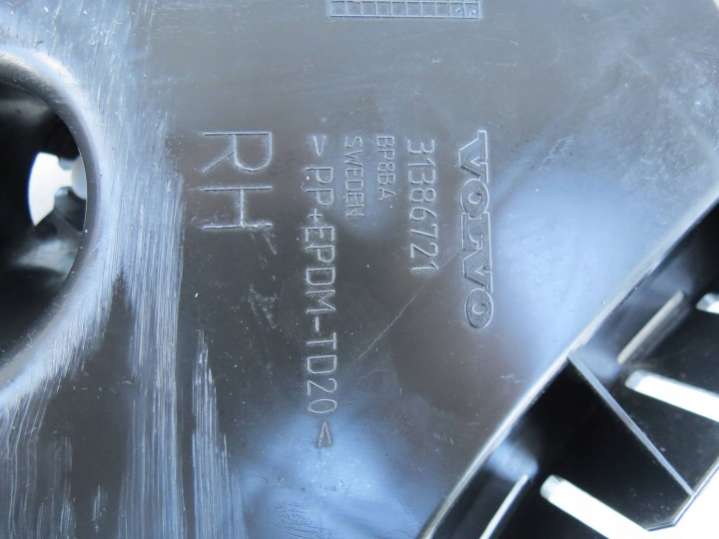 VOLVO
31386721
BP8BA
SWEDEN
>PP+EPDM-TD20<
RH